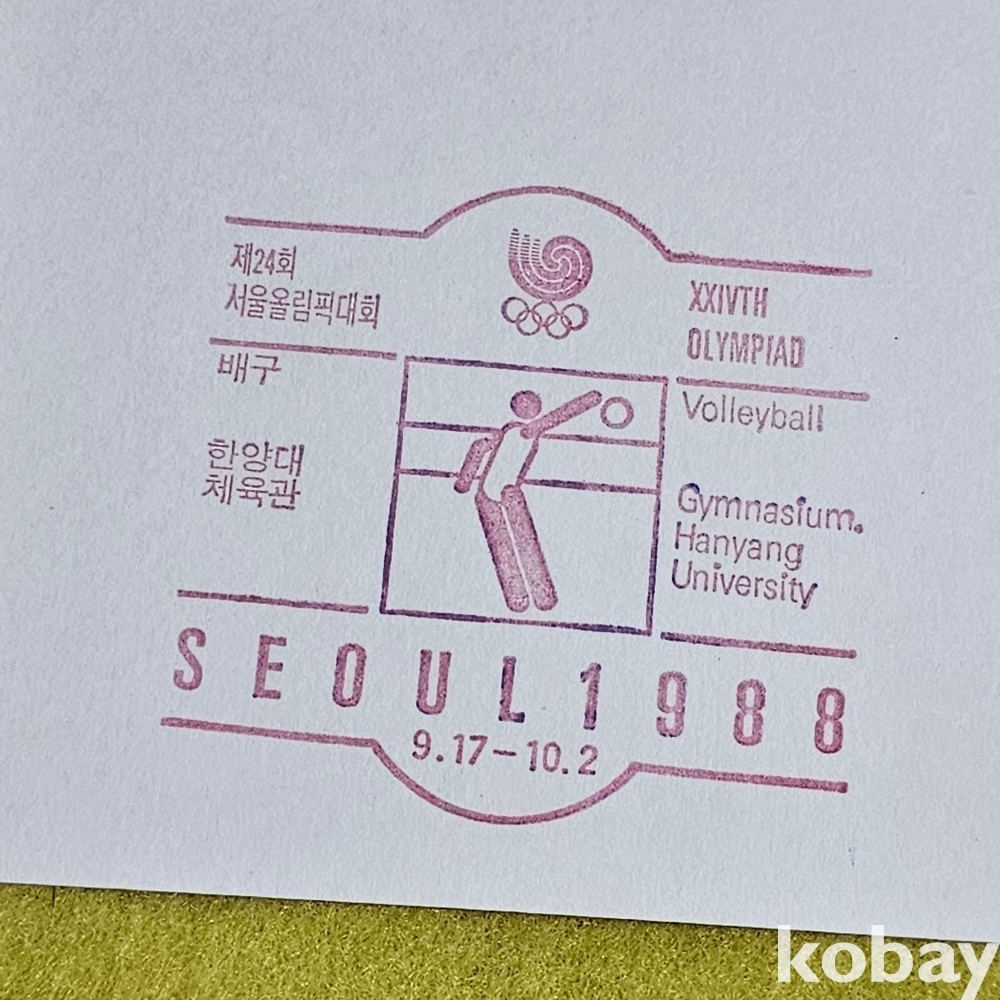 제24회
서울올림픽대회
XXIVTH
OLYMPIAD
배구
Volleyball
한양대
체육관
Gymnasium.
Hanyang
University
SEOUL1988
9.17-10.2
kobay